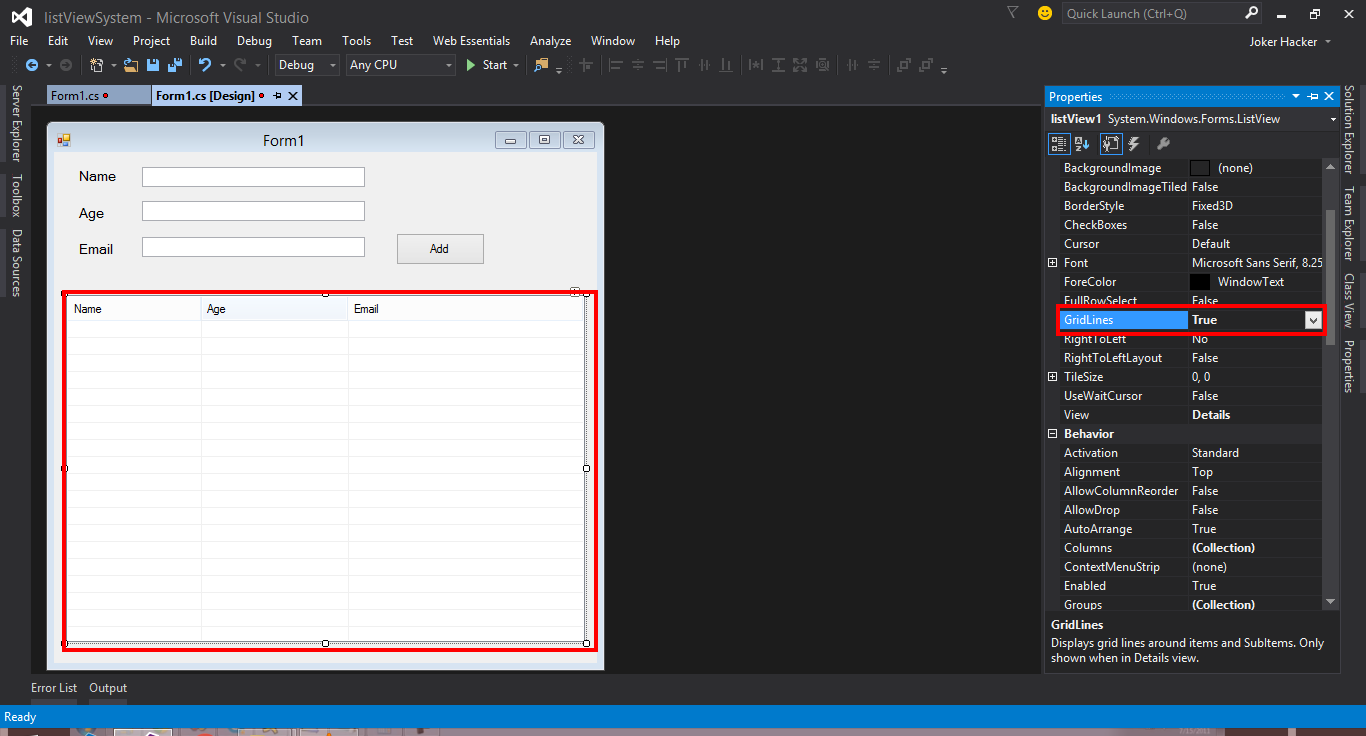 listViewSystem - Microsoft Visual Studio
Quick Launch (Ctrl+Q)
File Edit View Project Build Debug Team Tools Test Web Essentials Analyze Window Help
Joker Hacker
Debug Any CPU Start
Server Explorer
Toolbox
Data Sources
Form1.cs
Form1.cs [Design]
Form1
Name
Age
Email
Add
Name Age Email
Properties
listView1 System.Windows.Forms.ListView
BackgroundImage (none)
BackgroundImageTiled False
BorderStyle Fixed3D
CheckBoxes False
Cursor Default
Font Microsoft Sans Serif, 8.25
ForeColor WindowText
FullRowSelect False
GridLines True
RightToLeft No
RightToLeftLayout False
TileSize 0, 0
UseWaitCursor False
View Details
Behavior
Activation Standard
Alignment Top
AllowColumnReorder False
AllowDrop False
AutoArrange True
Columns (Collection)
ContextMenuStrip (none)
Enabled True
Groups (Collection)
GridLines
Displays grid lines around items and SubItems. Only
shown when in Details view.
Solution Explorer
Team Explorer
Class View
Properties
Error List Output
Ready